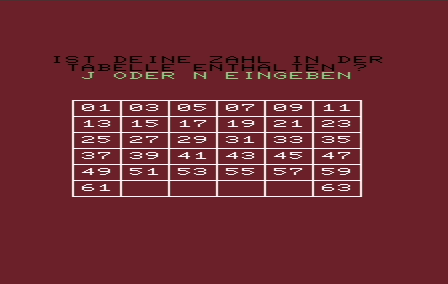 IST DEINE ZAHL IN DER
TABELLE ENTHALTEN ?
J ODER N EINGEBEN
01 03 05 07 09 11
13 15 17 19 21 23
25 27 29 31 33 35
37 39 41 43 45 47
49 51 53 55 57 59
61 63